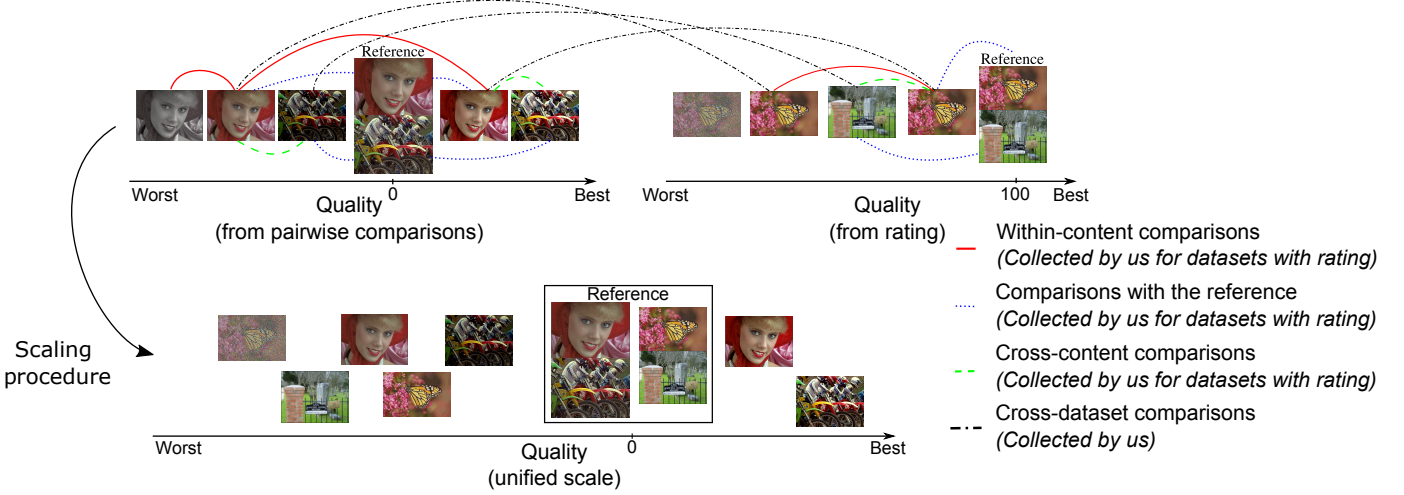 Reference
Reference
Worst
0
Best
Quality
(from pairwise comparisons)
Worst
100
Best
Quality
(from rating)
Within-content comparisons
(Collected by us for datasets with rating)
Comparisons with the reference
(Collected by us for datasets with rating)
Cross-content comparisons
(Collected by us for datasets with rating)
Cross-dataset comparisons
(Collected by us)
Scaling
procedure
Reference
Worst
0
Best
Quality
(unified scale)